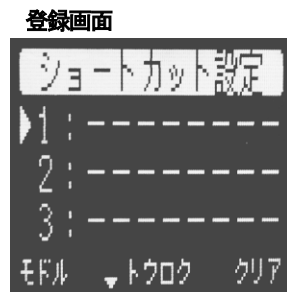 登録画面
ショートカット設定
▶1:--------
2:--------
3:--------
モドル ▼トウロク クリア